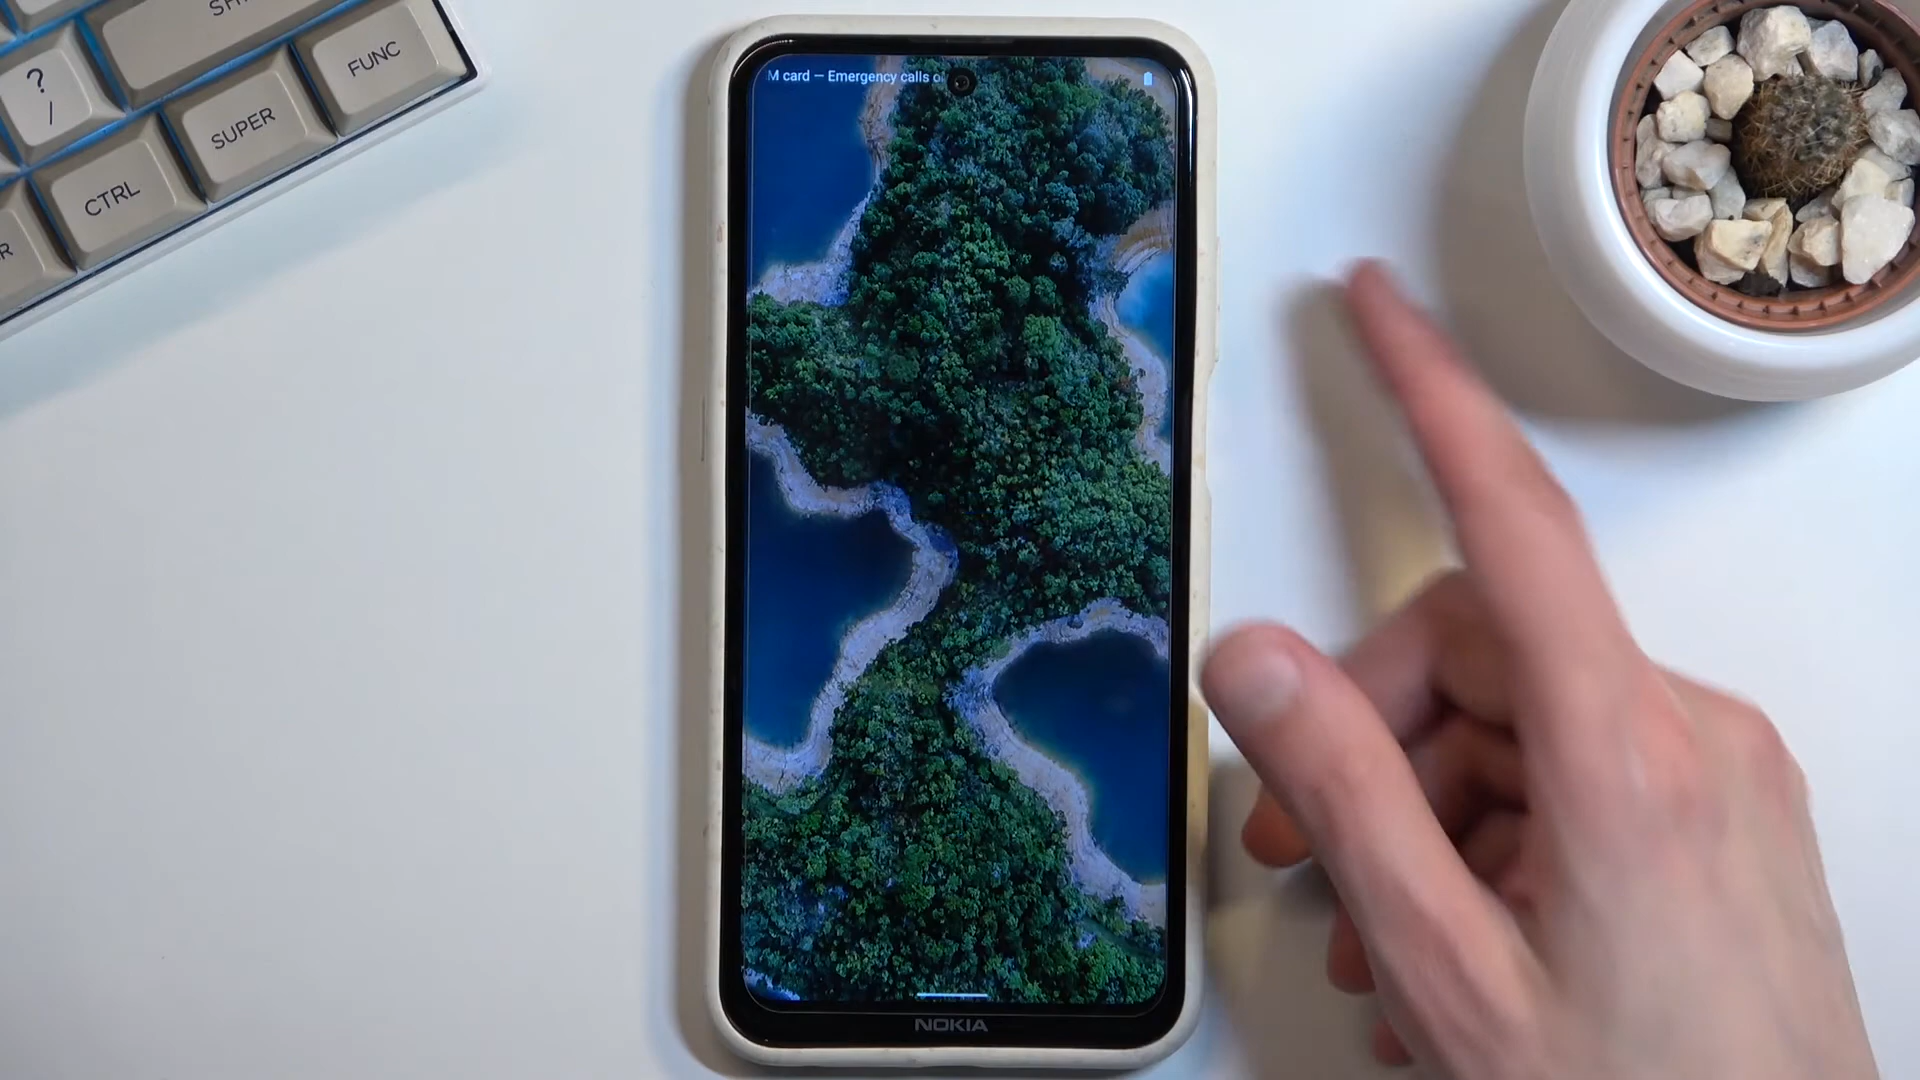 ?
/
FUNC
SUPER
CTRL
R
M card — Emergency calls o
NOKIA